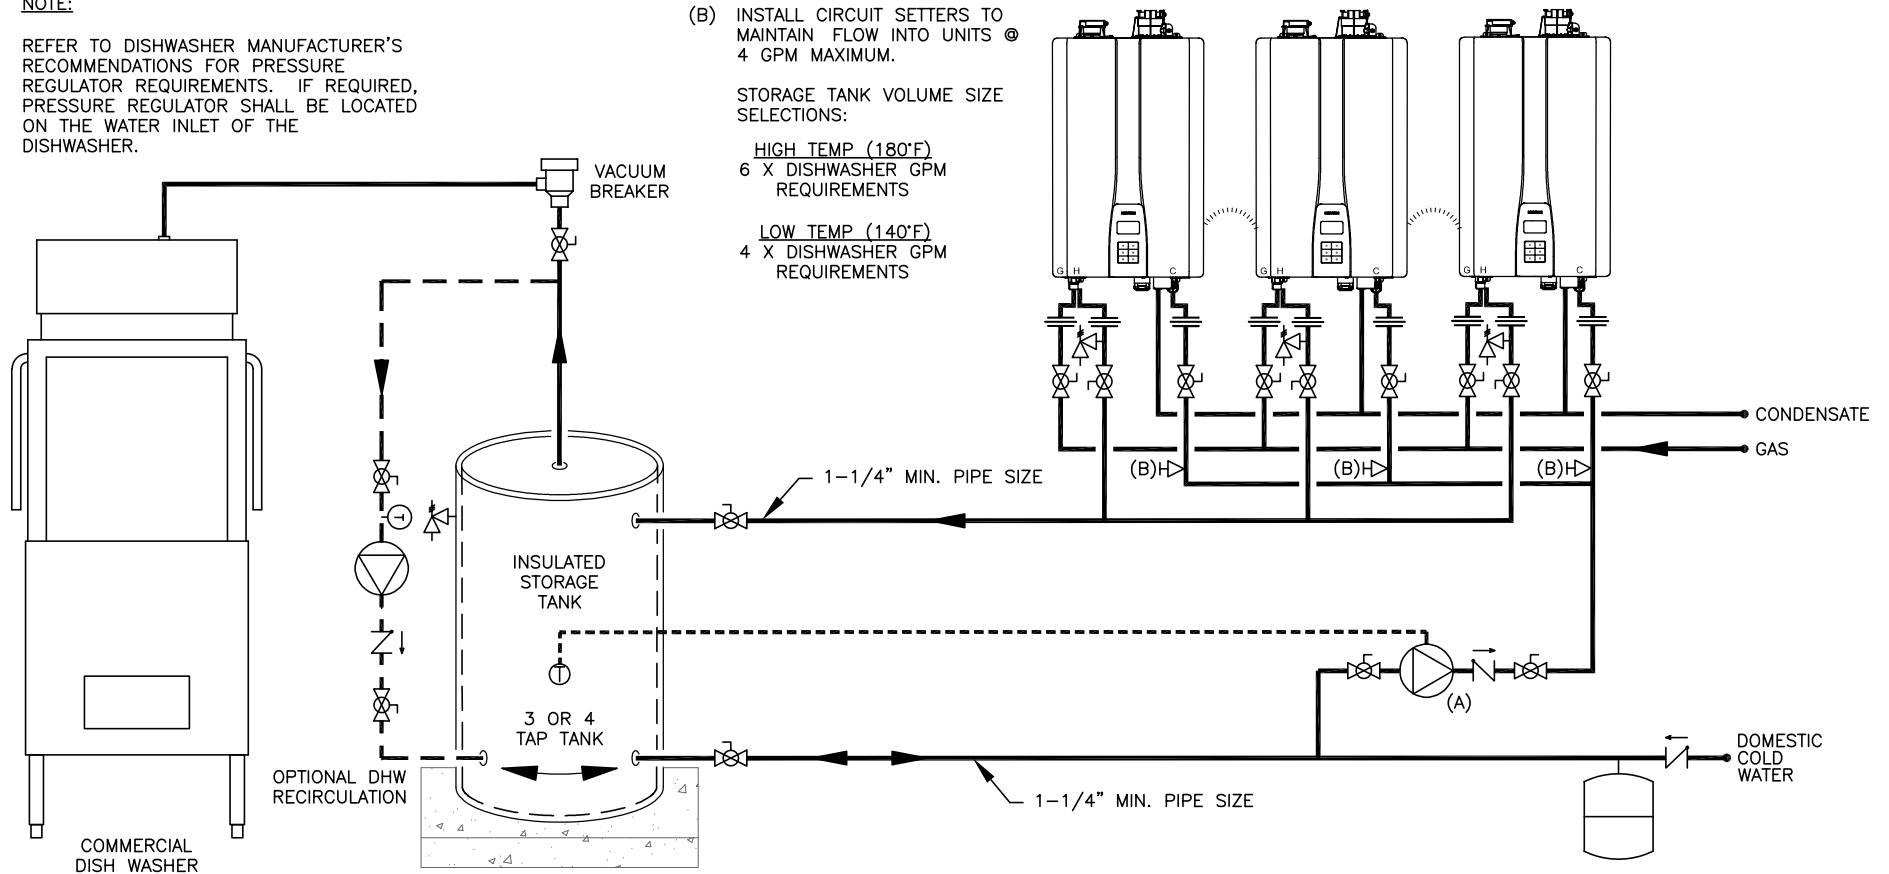 NOTE:
REFER TO DISHWASHER MANUFACTURER'S
RECOMMENDATIONS FOR PRESSURE
REGULATOR REQUIREMENTS. IF REQUIRED,
PRESSURE REGULATOR SHALL BE LOCATED
ON THE WATER INLET OF THE
DISHWASHER.
(B) INSTALL CIRCUIT SETTERS TO
MAINTAIN FLOW INTO UNITS @
4 GPM MAXIMUM.
STORAGE TANK VOLUME SIZE
SELECTIONS:
HIGH TEMP (180°F)
6 X DISHWASHER GPM
REQUIREMENTS
LOW TEMP (140°F)
4 X DISHWASHER GPM
REQUIREMENTS
VACUUM
BREAKER
G H C
G H C
G H C
CONDENSATE
GAS
(B)
(B)
(B)
1-1/4" MIN. PIPE SIZE
T
INSULATED
STORAGE
TANK
T
3 OR 4
TAP TANK
(A)
DOMESTIC
COLD
WATER
OPTIONAL DHW
RECIRCULATION
1-1/4" MIN. PIPE SIZE
COMMERCIAL
DISH WASHER